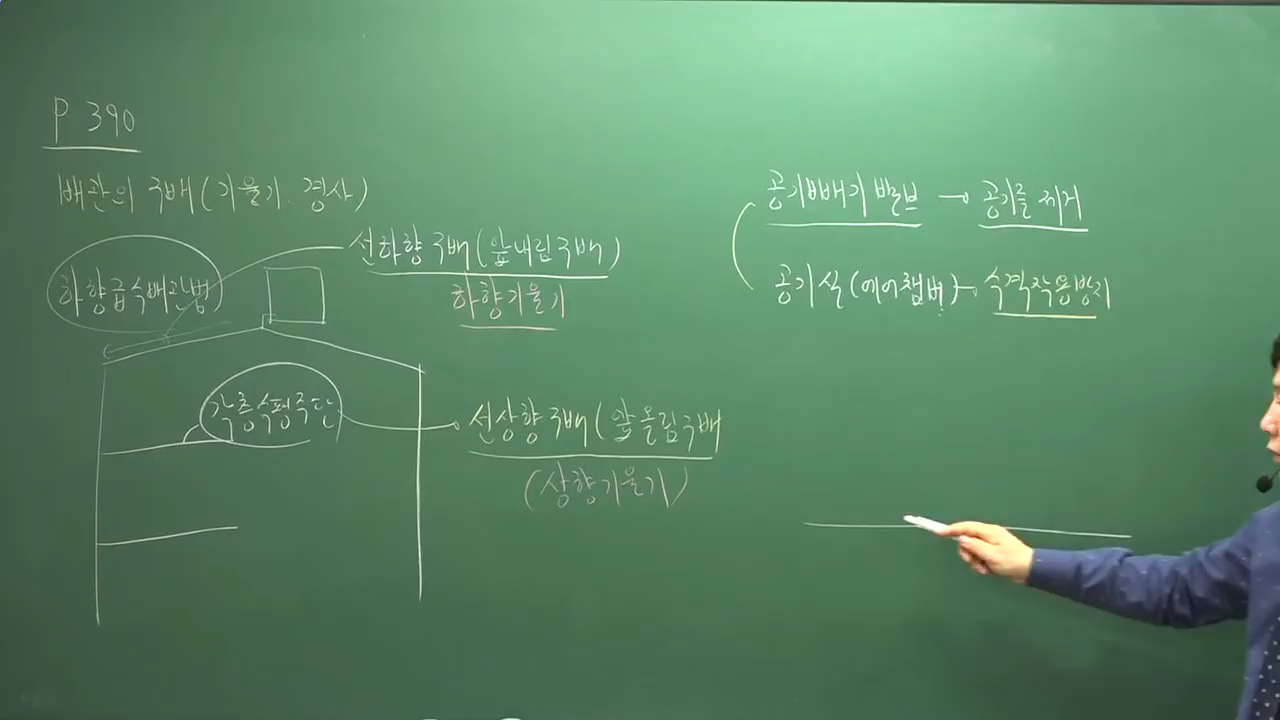 P 390
배관의 구배(기울기. 경사)
선하향 구배(앞내림구배)
하향급수배관법
하향기울기
각층수평주관
선상향 구배(앞올림구배
(상향기울기)
공기빼기 밸브 → 공기를 제거
공기실(에어챔버)→ 수격작용방지